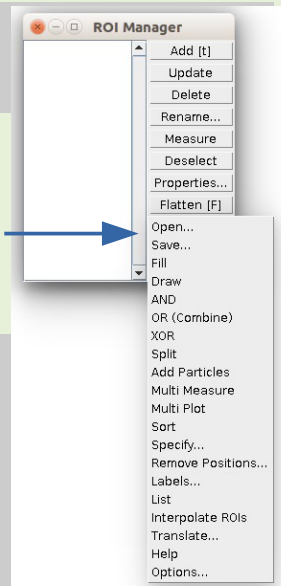 ROI Manager
Add [t]
Update
Delete
Rename...
Measure
Deselect
Properties...
Flatten [F]
Open...
Save...
Fill
Draw
AND
OR (Combine)
XOR
Split
Add Particles
Multi Measure
Multi Plot
Sort
Specify...
Remove Positions...
Labels...
List
Interpolate ROIs
Translate...
Help
Options...